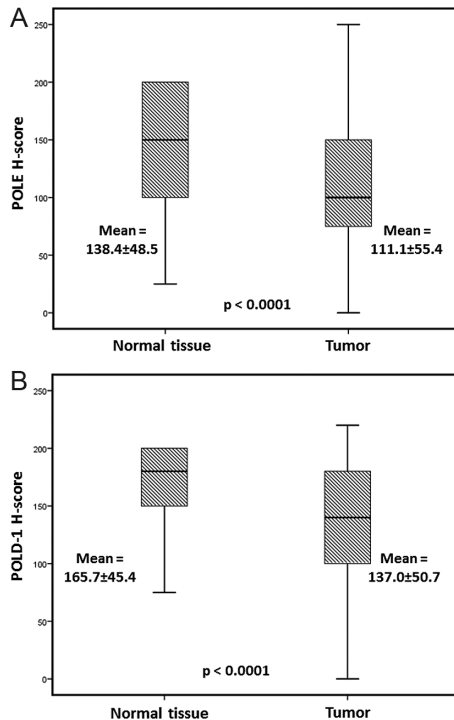 A
250
200
150
100
50
0
POLE H-score
Mean =
138.4±48.5
Mean =
111.1±55.4
p < 0.0001
Normal tissue
Tumor
B
250
200
150
100
50
0
POLD-1 H-score
Mean =
165.7±45.4
Mean =
137.0±50.7
p < 0.0001
Normal tissue
Tumor